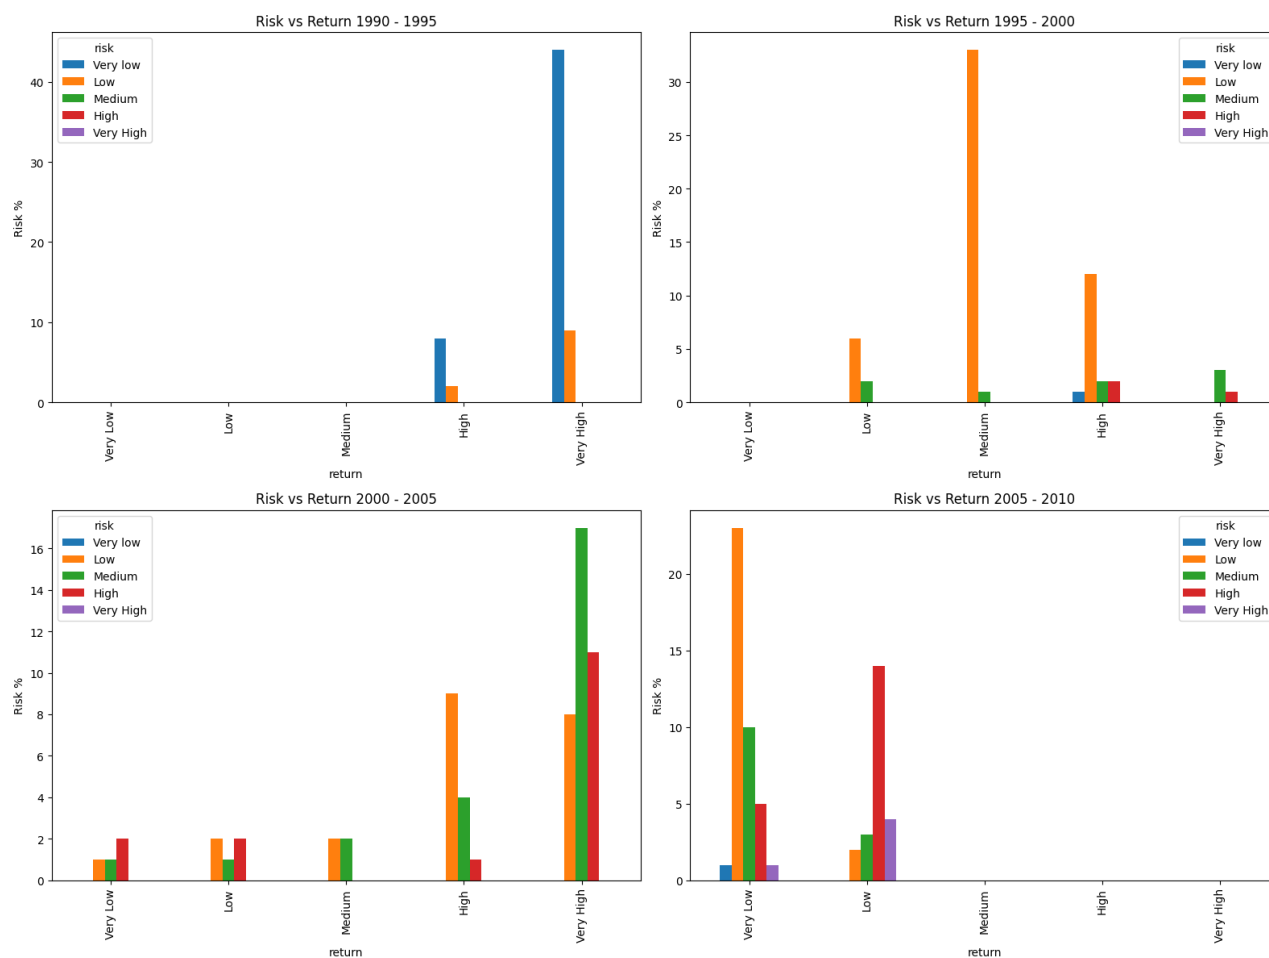 Risk vs Return 1990 - 1995
risk
Very low
Low
Medium
High
Very High
Risk %
40
30
20
10
0
Very Low
Low
Medium
High
Very High
return
Risk vs Return 1995 - 2000
risk
Very low
Low
Medium
High
Very High
Risk %
30
25
20
15
10
5
0
Very Low
Low
Medium
High
Very High
return
Risk vs Return 2000 - 2005
risk
Very low
Low
Medium
High
Very High
Risk %
16
14
12
10
8
6
4
2
0
Very Low
Low
Medium
High
Very High
return
Risk vs Return 2005 - 2010
risk
Very low
Low
Medium
High
Very High
Risk %
20
15
10
5
0
Very Low
Low
Medium
High
Very High
return